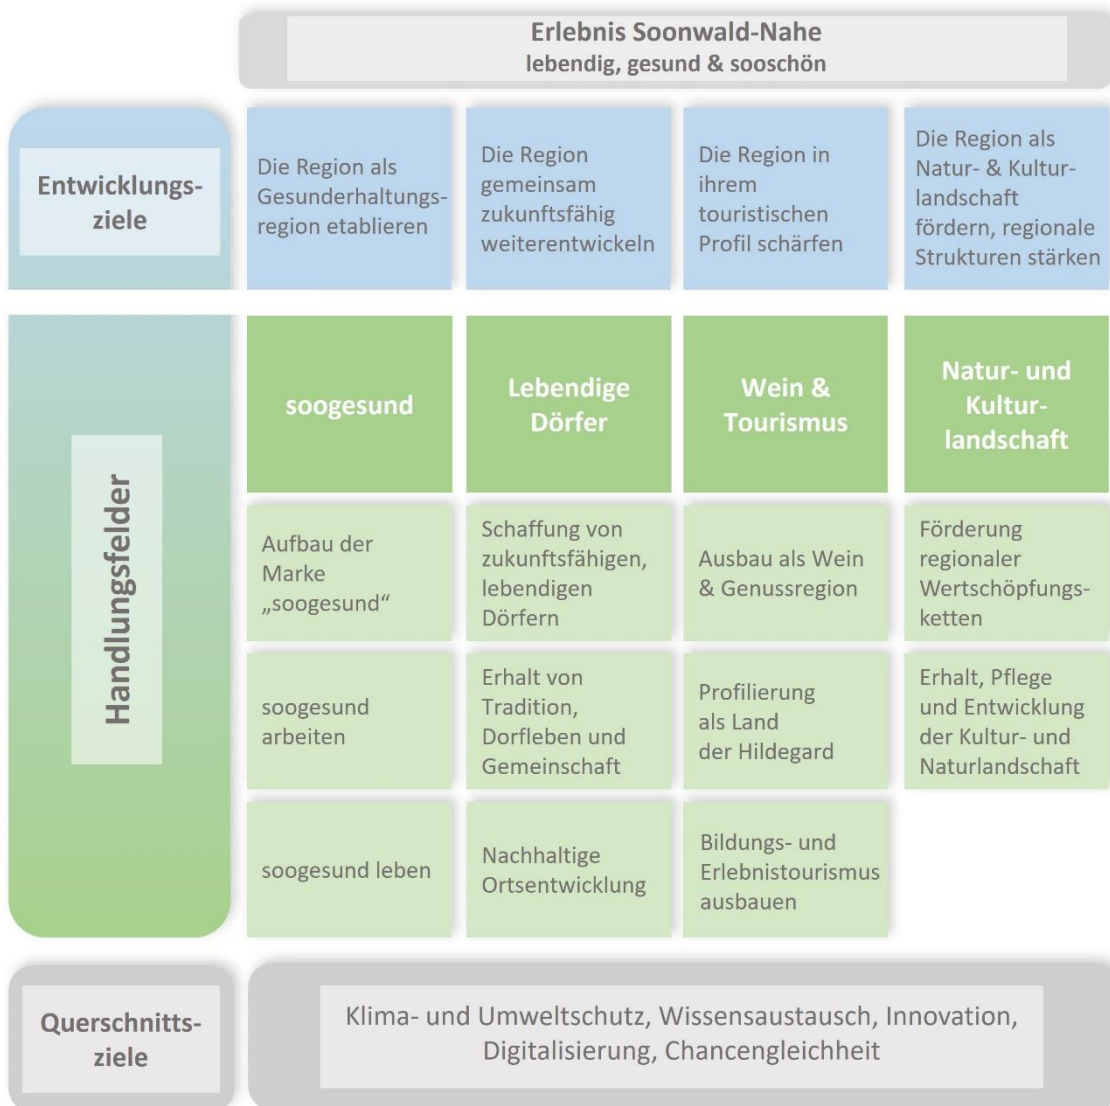 Erlebnis Soonwald-Nahe
lebendig, gesund & sooschön
Entwicklungs-
ziele
Die Region als
Gesunderhaltungs-
region etablieren
Die Region
gemeinsam
zukunftsfähig
weiterentwickeln
Die Region in
ihrem
touristischen
Profil schärfen
Die Region als
Natur- & Kultur-
landschaft
fördern, regionale
Strukturen stärken
Handlungsfelder
soogesund
Lebendige
Dörfer
Wein &
Tourismus
Natur- und
Kultur-
landschaft
Aufbau der
Marke
„soogesund“
Schaffung von
zukunftsfähigen,
lebendigen
Dörfern
Ausbau als Wein
& Genussregion
Förderung
regionaler
Wertschöpfungs-
ketten
soogesund
arbeiten
Erhalt von
Tradition,
Dorfleben und
Gemeinschaft
Profilierung
als Land
der Hildegard
Erhalt, Pflege
und Entwicklung
der Kultur- und
Naturlandschaft
soogesund leben
Nachhaltige
Ortsentwicklung
Bildungs- und
Erlebnistourismus
ausbauen
Querschnitts-
ziele
Klima- und Umweltschutz, Wissensaustausch, Innovation,
Digitalisierung, Chancengleichheit